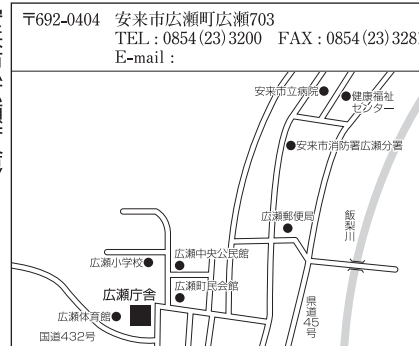 〒692-0404 安来市広瀬町広瀬703
TEL : 0854(23)3200 FAX : 0854(23)328
E-mail :
安来市立病院
健康福祉
センター
安来市消防署広瀬分署
広瀬郵便局
飯梨川
広瀬中央公民館
広瀬小学校
広瀬町民会館
広瀬庁舎
県道45号
広瀬体育館
国道432号